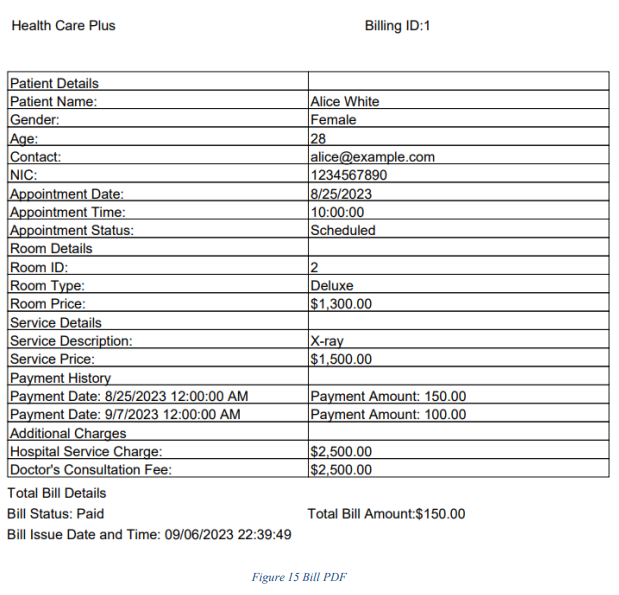 Health Care Plus Billing ID:1
Patient Details
Patient Name: Alice White
Gender: Female
Age: 28
Contact: alice@example.com
NIC: 1234567890
Appointment Date: 8/25/2023
Appointment Time: 10:00:00
Appointment Status: Scheduled
Room Details
Room ID: 2
Room Type: Deluxe
Room Price: $1,300.00
Service Details
Service Description: X-ray
Service Price: $1,500.00
Payment History
Payment Date: 8/25/2023 12:00:00 AM Payment Amount: 150.00
Payment Date: 9/7/2023 12:00:00 AM Payment Amount: 100.00
Additional Charges
Hospital Service Charge: $2,500.00
Doctor's Consultation Fee: $2,500.00
Total Bill Details
Bill Status: Paid Total Bill Amount:$150.00
Bill Issue Date and Time: 09/06/2023 22:39:49
Figure 15 Bill PDF